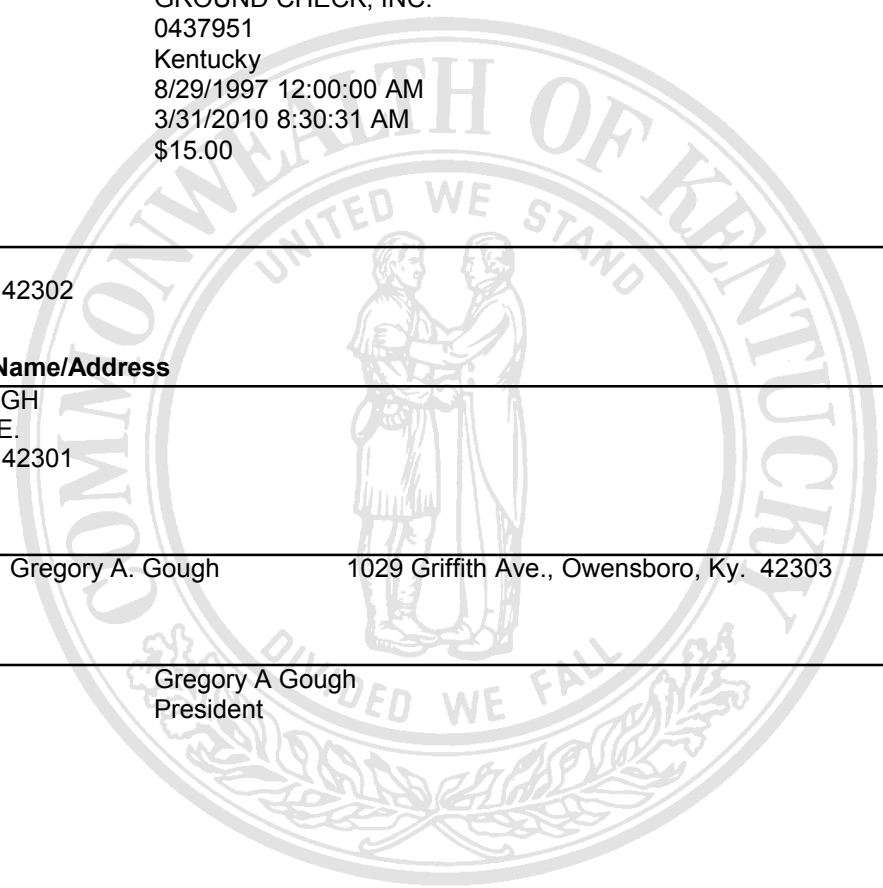 GROUND CHECK, INC.
0437951
Kentucky
8/29/1997 12:00:00 AM
3/31/2010 8:30:31 AM
$15.00
42302
Name/Address
GH
E.
42301
Gregory A. Gough 1029 Griffith Ave., Owensboro, Ky. 42303
Gregory A Gough
President
COMMONWEALTH OF KENTUCKY
UNITED WE STAND
DIVIDED WE FALL